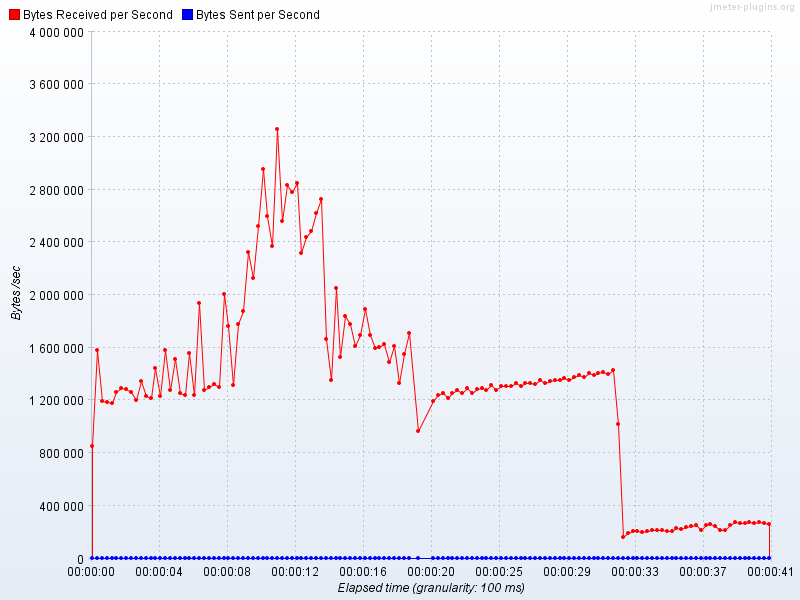 jmeter-plugins.org
Bytes Received per Second Bytes Sent per Second
4 000 000
3 600 000
3 200 000
2 800 000
2 400 000
2 000 000
1 600 000
1 200 000
800 000
400 000
0
Bytes /sec
00:00:00 00:00:04 00:00:08 00:00:12 00:00:16 00:00:20 00:00:25 00:00:29 00:00:33 00:00:37 00:00:41
Elapsed time (granularity: 100 ms)